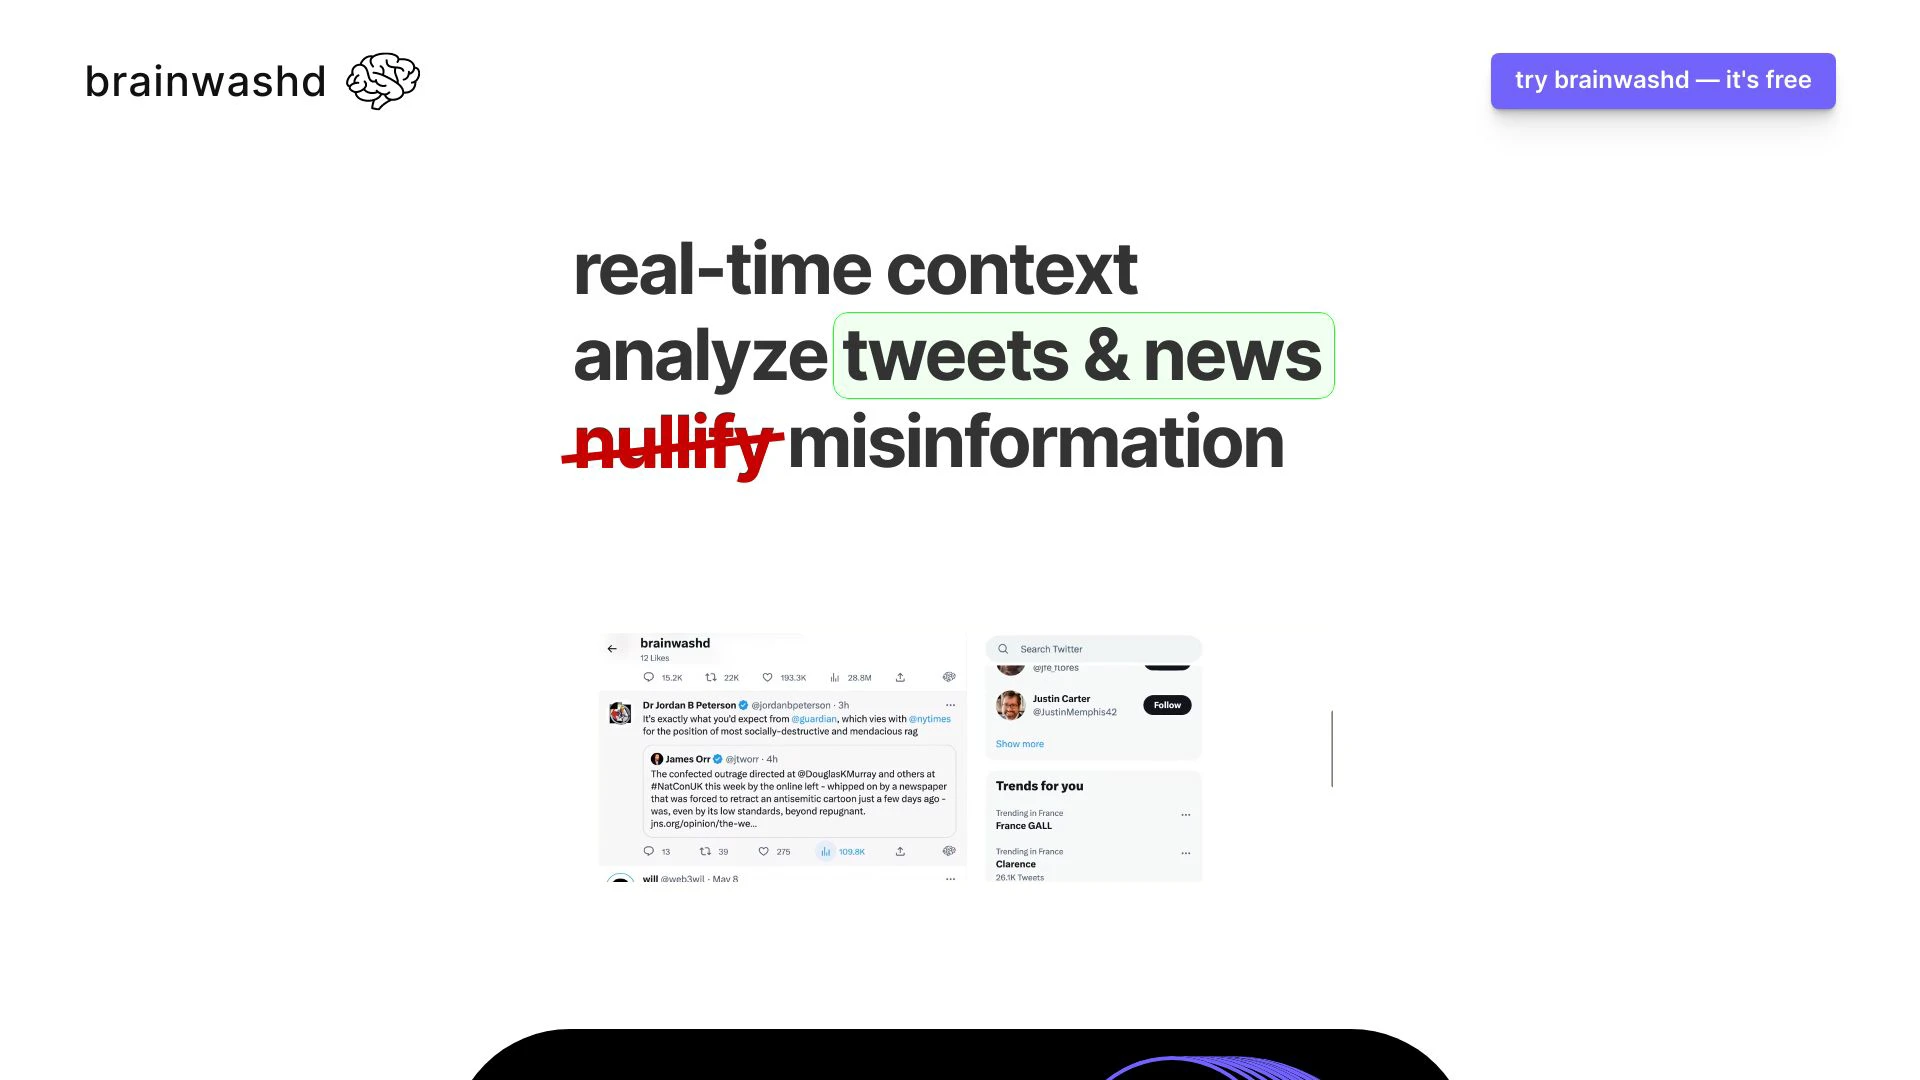 brainwashd
try brainwashd — it's free
real-time context
analyze tweets & news
nullify misinformation
brainwashd
12 Likes
15.2K 22K 193.3K 28.8M
Dr Jordan B Peterson @jordanbpeterson · 3h
It's exactly what you'd expect from @guardian, which vies with @nytimes
for the position of most socially-destructive and mendacious rag
James Orr @jtworr · 4h
The confected outrage directed at @DouglasKMurray and others at
#NatConUK this week by the online left - whipped on by a newspaper
that was forced to retract an antisemitic cartoon just a few days ago -
was, even by its low standards, beyond repugnant.
jns.org/opinion/the-we...
13 39 275 109.8K
will @web3wil · May 8
Search Twitter
@jfe_flores
Justin Carter
@JustinMemphis42
Follow
Show more
Trends for you
Trending in France
France GALL
Trending in France
Clarence
26.1K Tweets